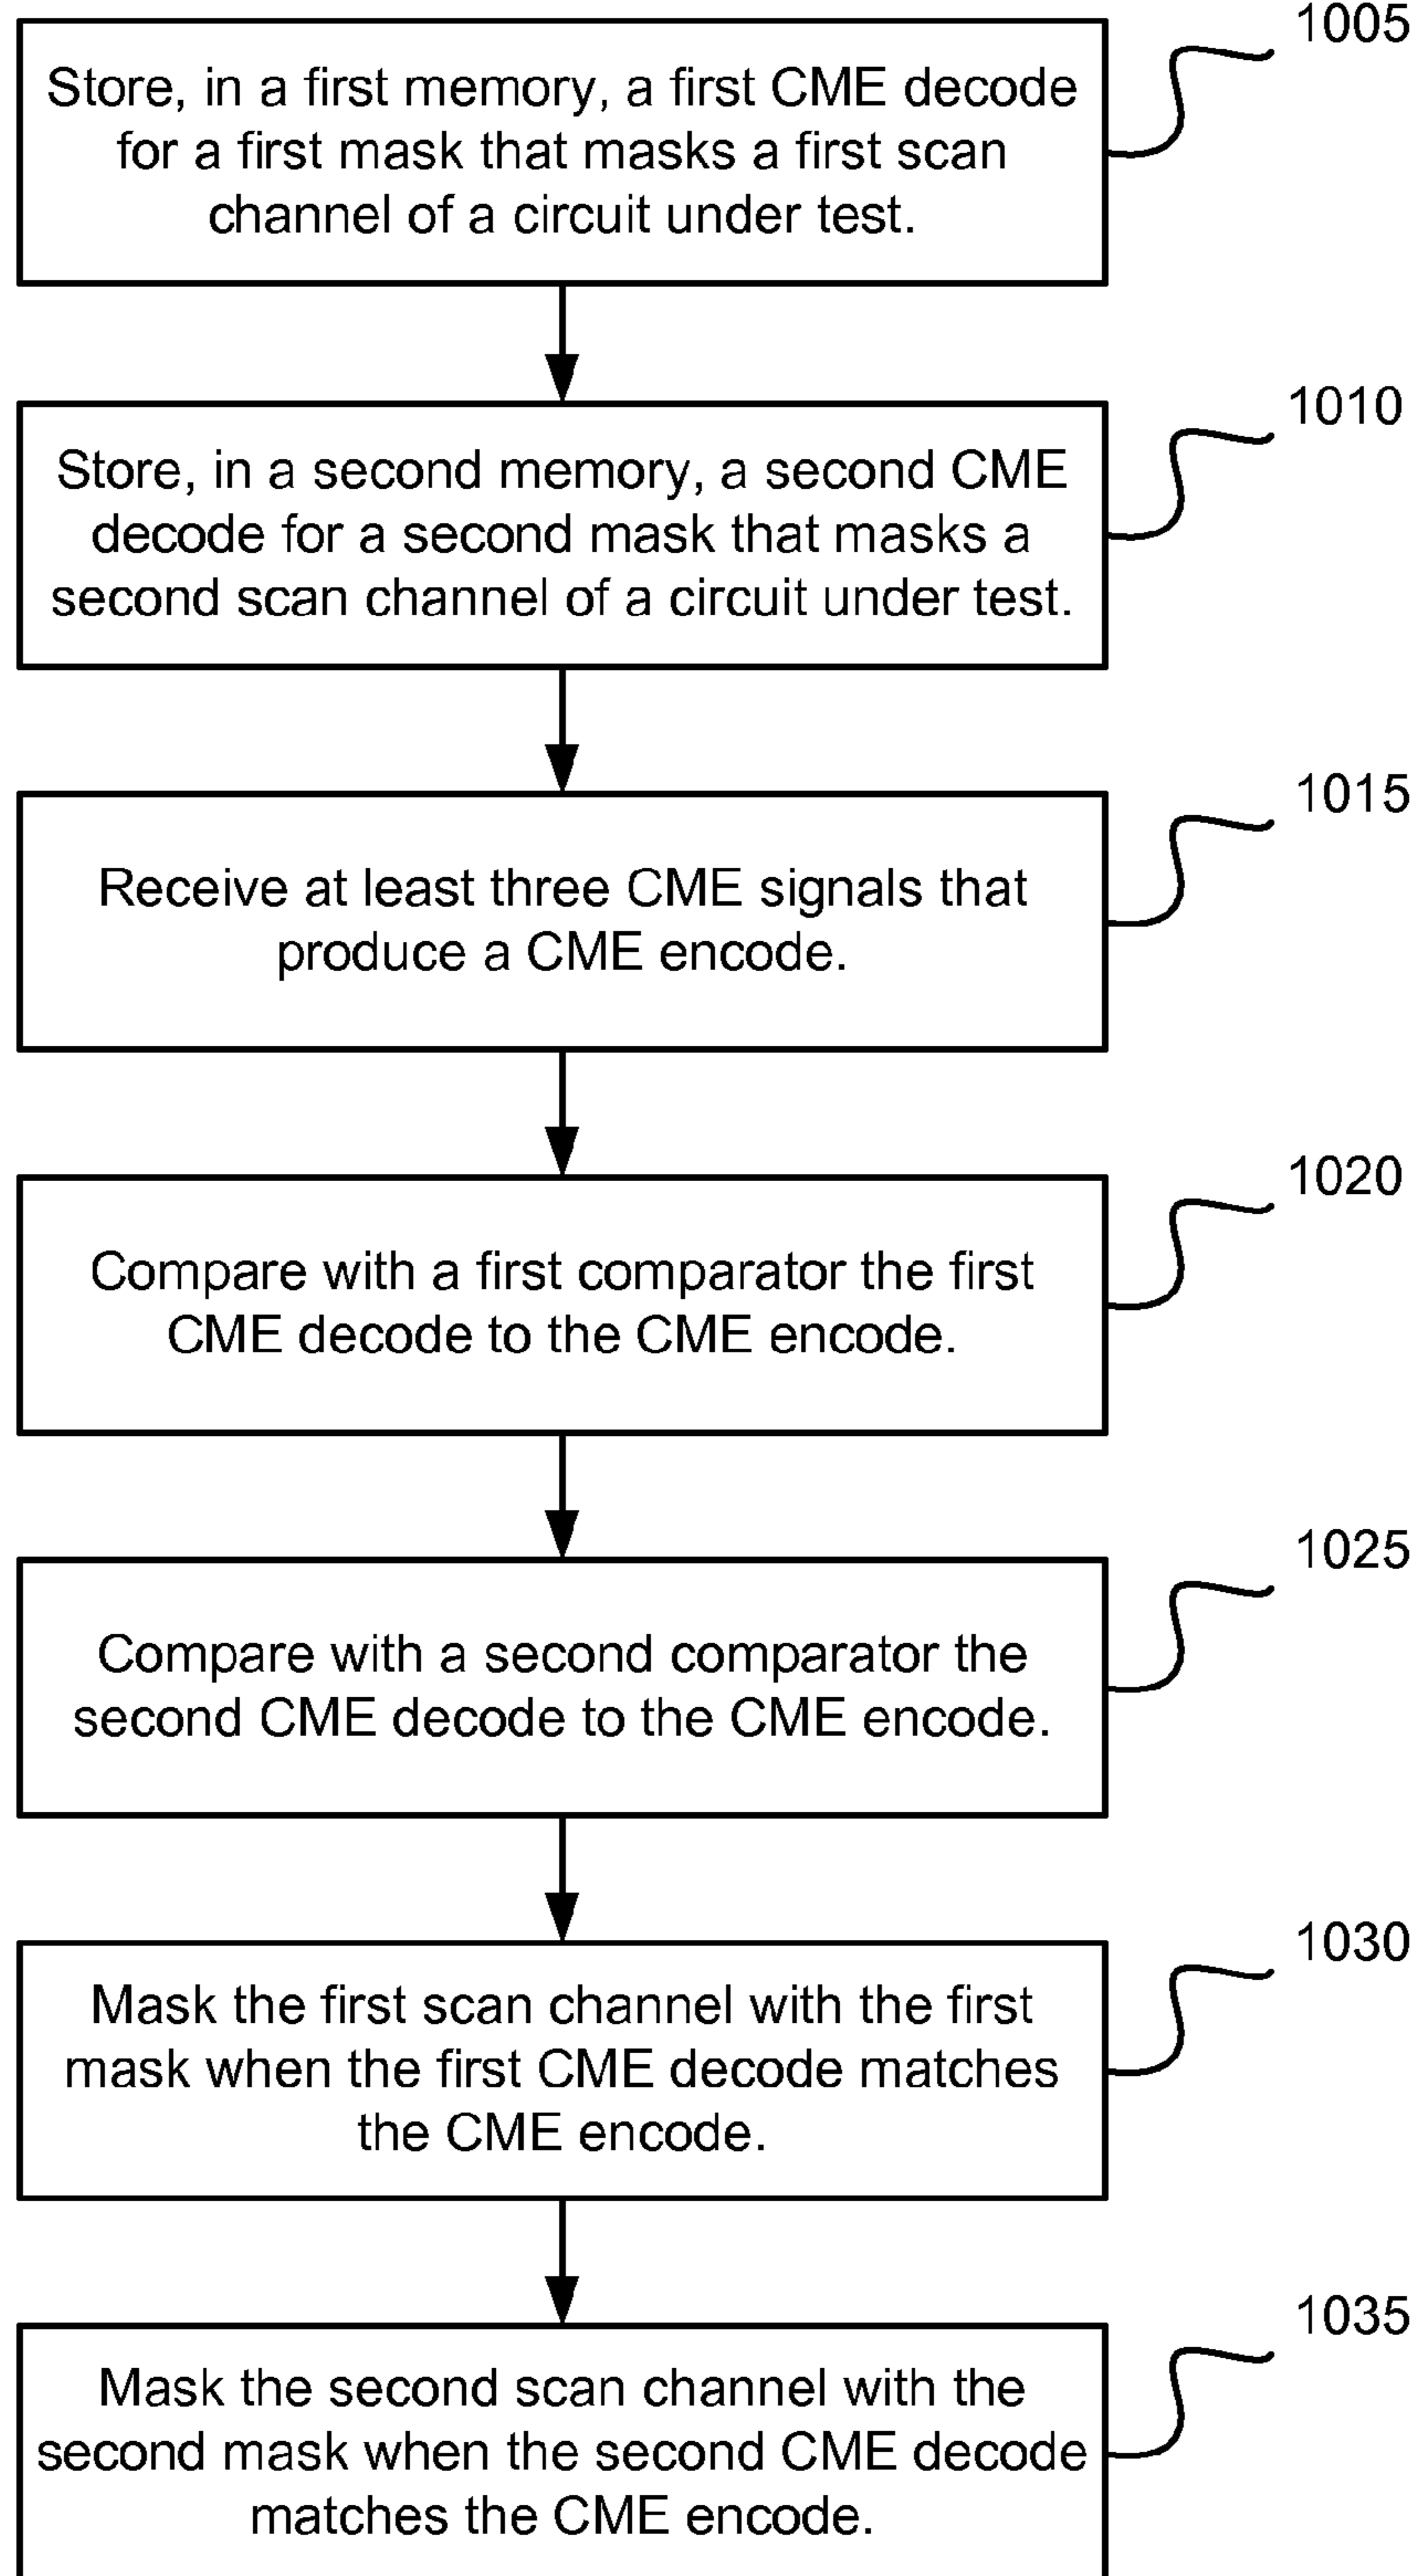 1005
Store, in a first memory, a first CME decode
for a first mask that masks a first scan
channel of a circuit under test.
1010
Store, in a second memory, a second CME
decode for a second mask that masks a
second scan channel of a circuit under test.
1015
Receive at least three CME signals that
produce a CME encode.
1020
Compare with a first comparator the first
CME decode to the CME encode.
1025
Compare with a second comparator the
second CME decode to the CME encode.
1030
Mask the first scan channel with the first
mask when the first CME decode matches
the CME encode.
1035
Mask the second scan channel with the
second mask when the second CME decode
matches the CME encode.